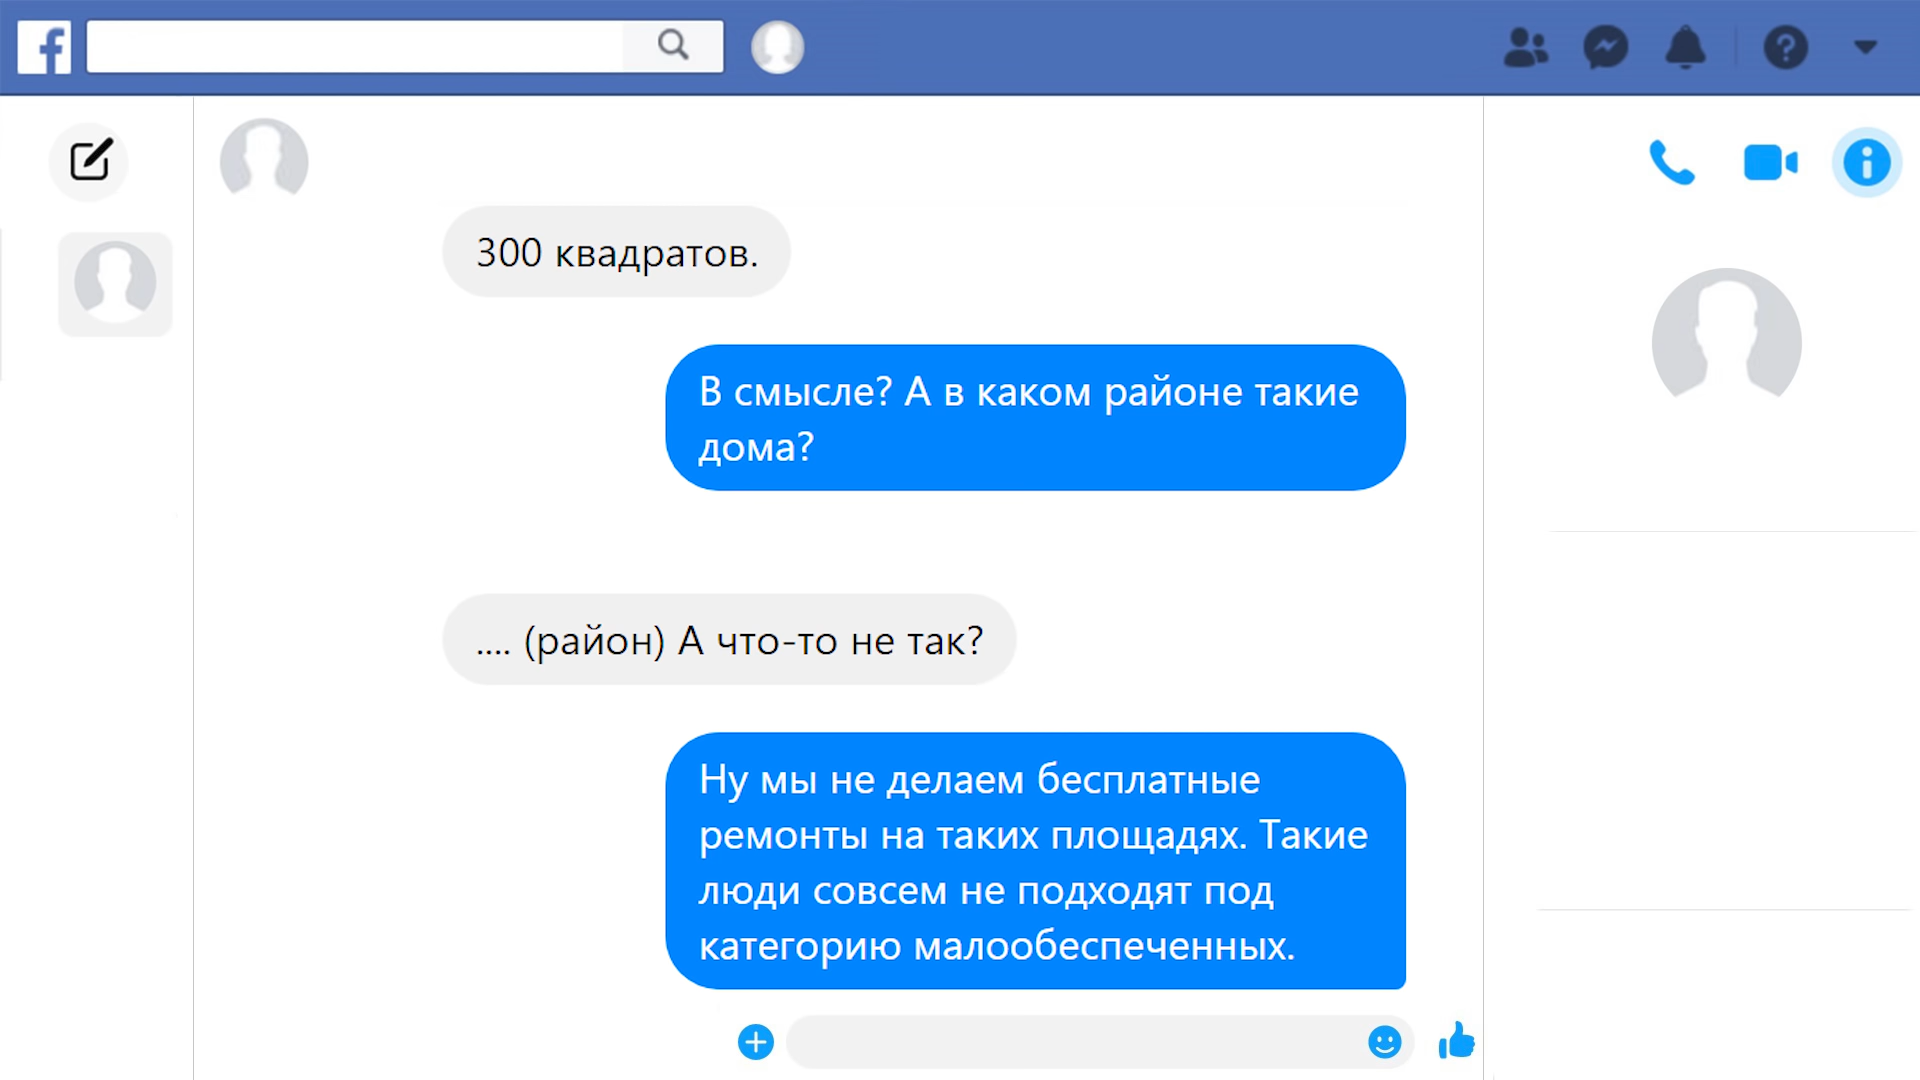 f
300 квадратов.
В смысле? А в каком районе такие
дома?
.... (район) А что-то не так?
Ну мы не делаем бесплатные
ремонты на таких площадях. Такие
люди совсем не подходят под
категорию малообеспеченных.